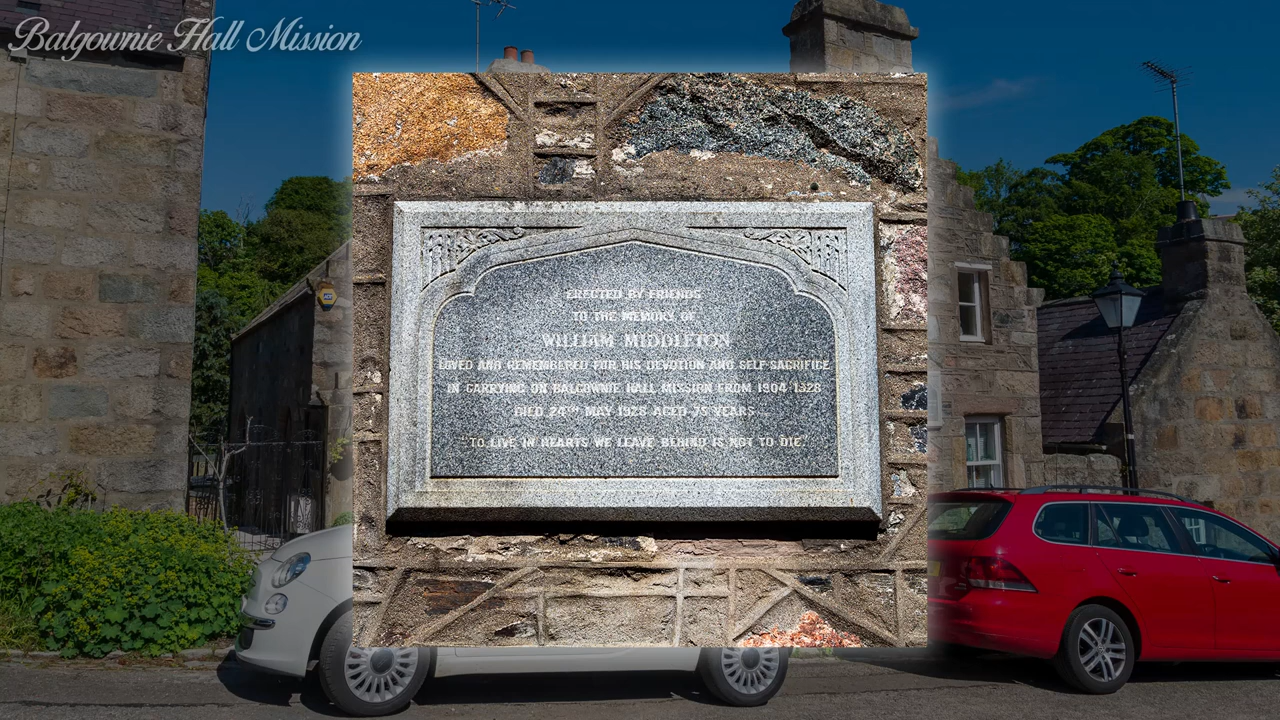 Balgownie Hall Mission
ERECTED BY FRIENDS
TO THE MEMORY OF
WILLIAM MIDDLETON
LOVED AND REMEMBERED FOR HIS DEVOTION AND SELF-SACRIFICE
IN CARRYING ON BALGOWNIE HALL MISSION FROM 1904-1928
DIED 24TH MAY 1928 AGED 75 YEARS
"TO LIVE IN HEARTS WE LEAVE BEHIND IS NOT TO DIE."
ADT